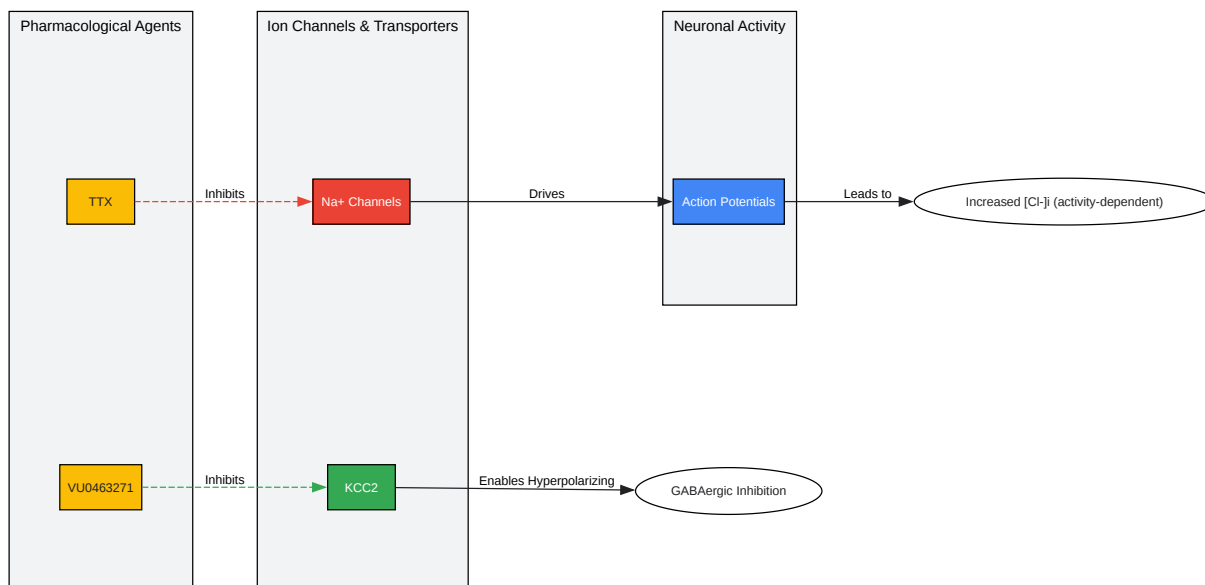 Pharmacological Agents
Ion Channels & Transporters
Neuronal Activity
TTX
Inhibits
Na+ Channels
Drives
Action Potentials
Leads to
Increased [Cl-]i (activity-dependent)
VU0463271
Inhibits
KCC2
Enables Hyperpolarizing
GABAergic Inhibition